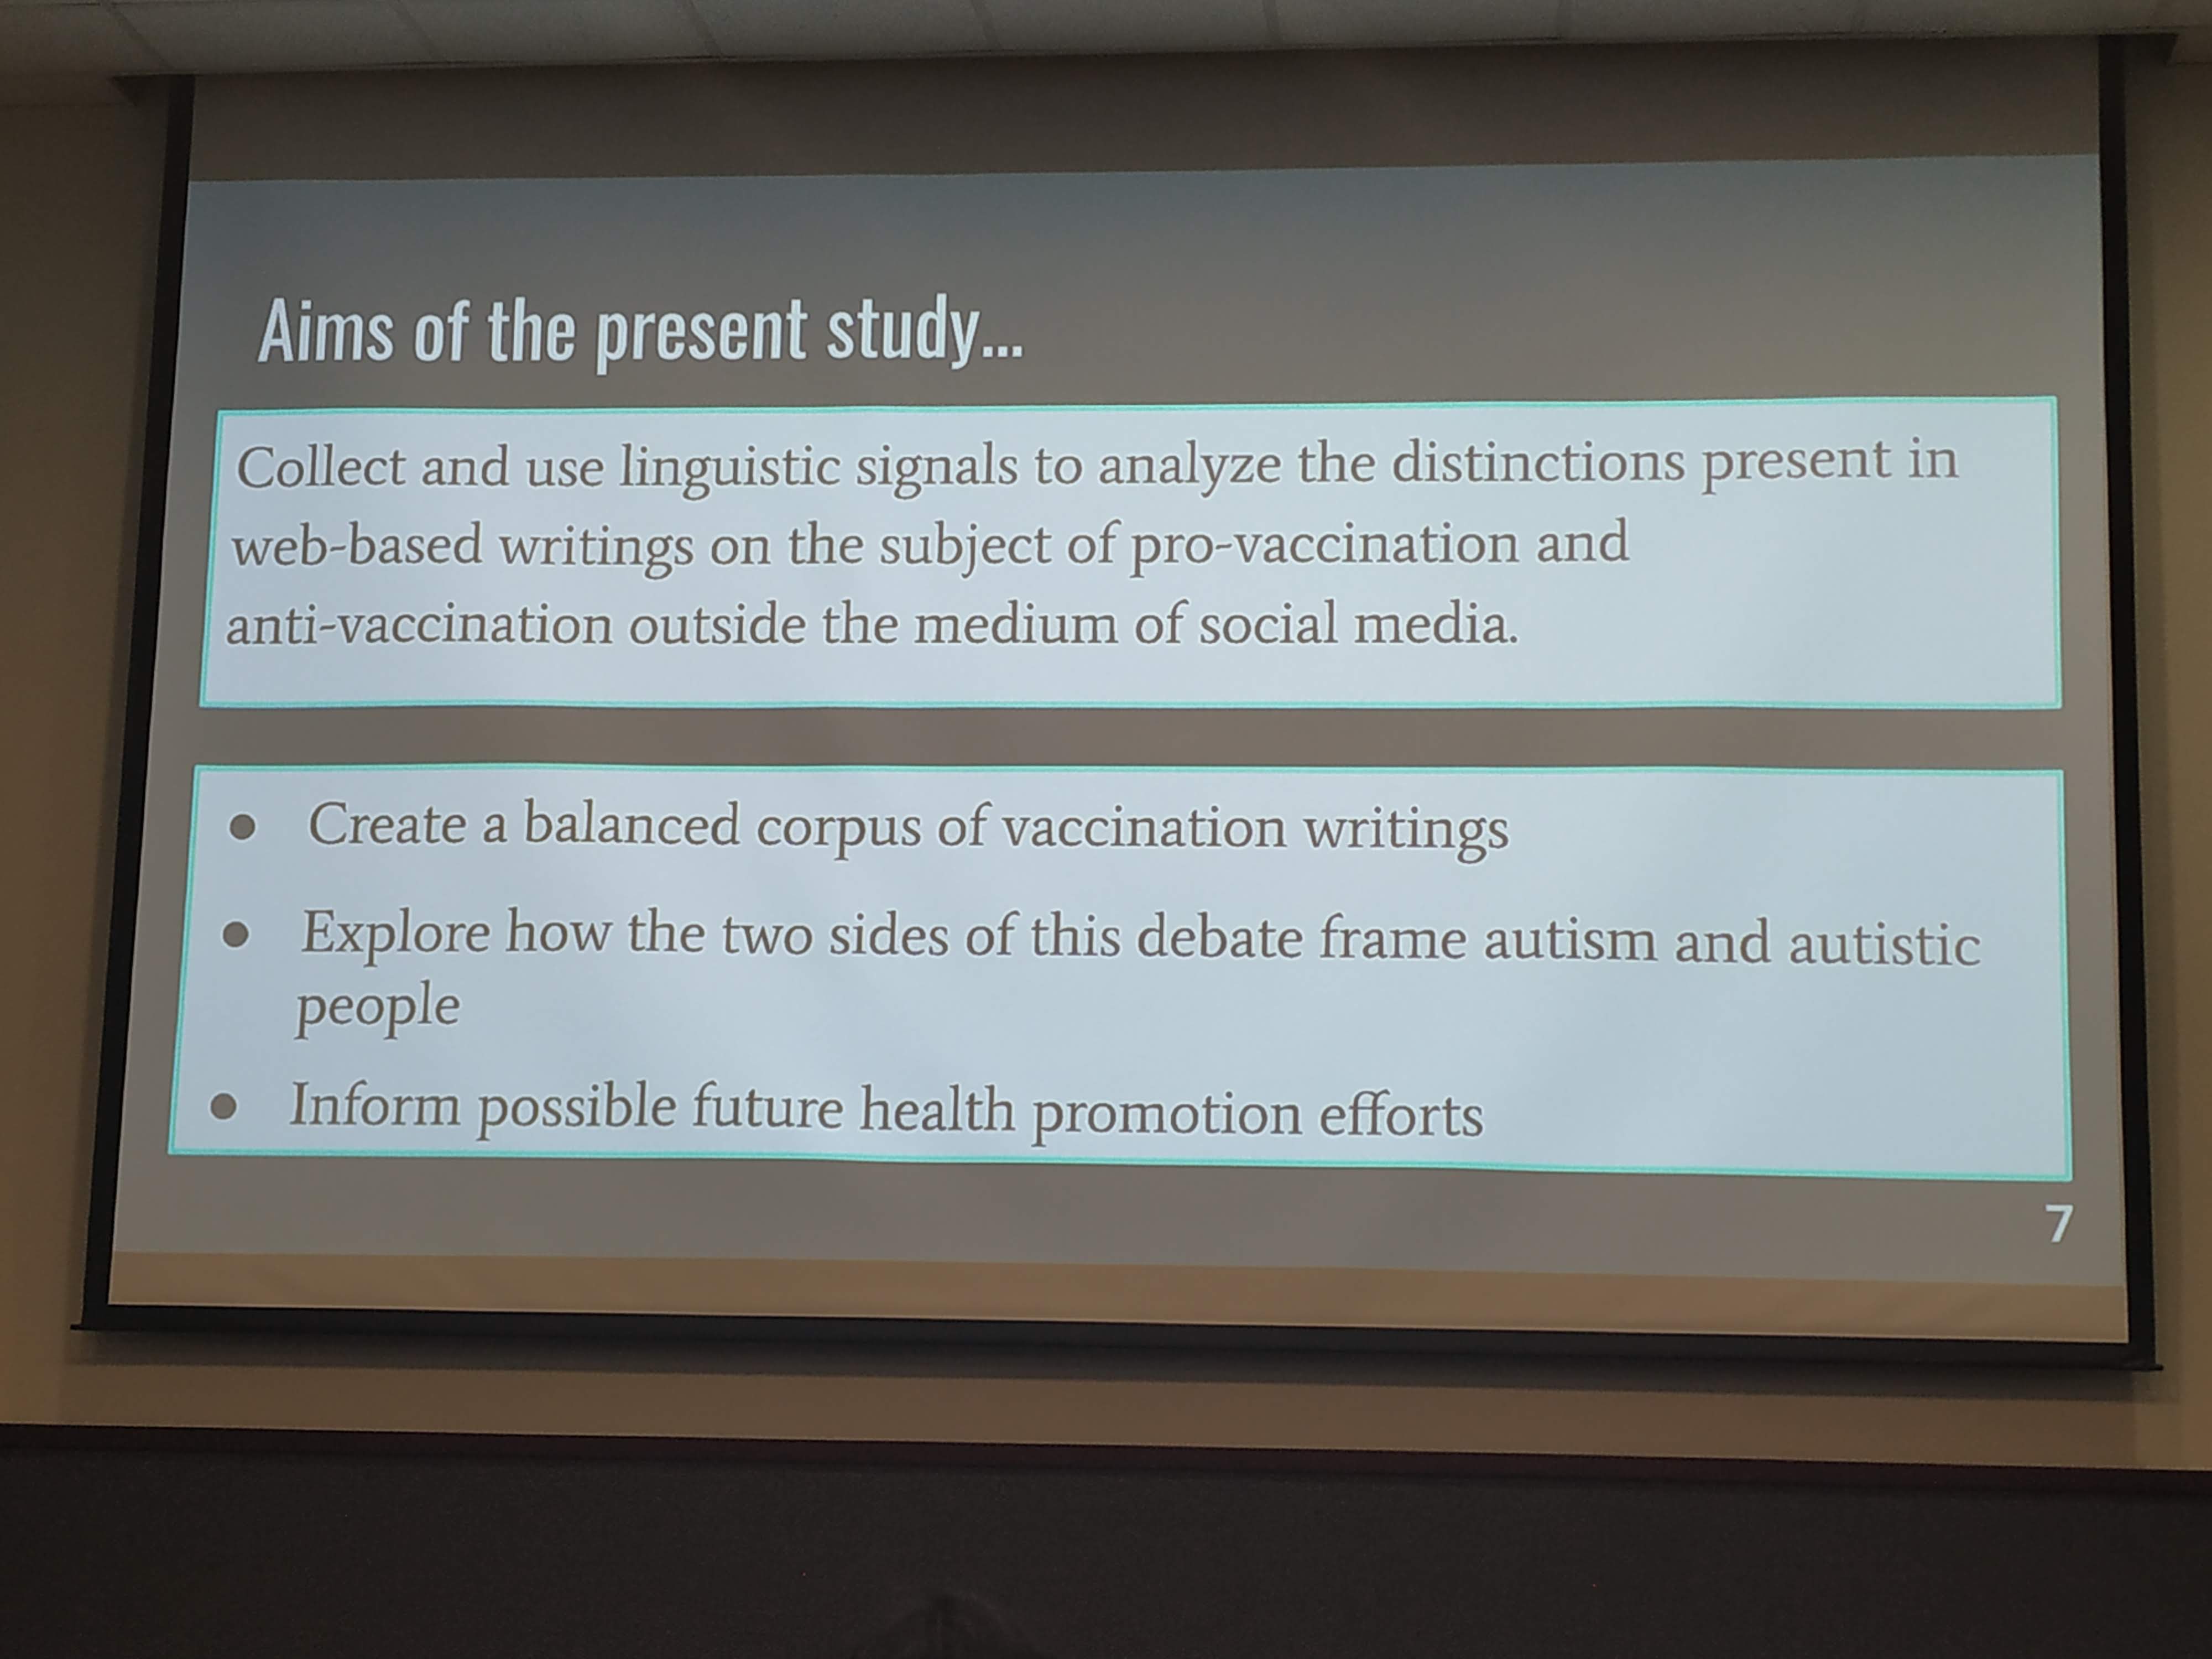 Aims of the present study...
Collect and use linguistic signals to analyze the distinctions present in
web-based writings on the subject of pro-vaccination and
anti-vaccination outside the medium of social media.
● Create a balanced corpus of vaccination writings
● Explore how the two sides of this debate frame autism and autistic
people
● Inform possible future health promotion efforts
7